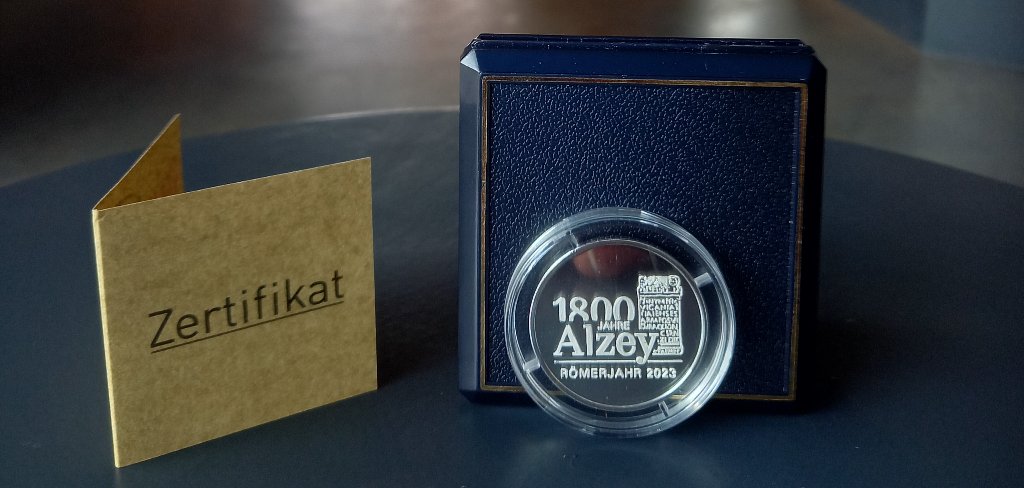 Zertifikat
1800
JAHRE
Alzey
RÖMERJAHR 2023